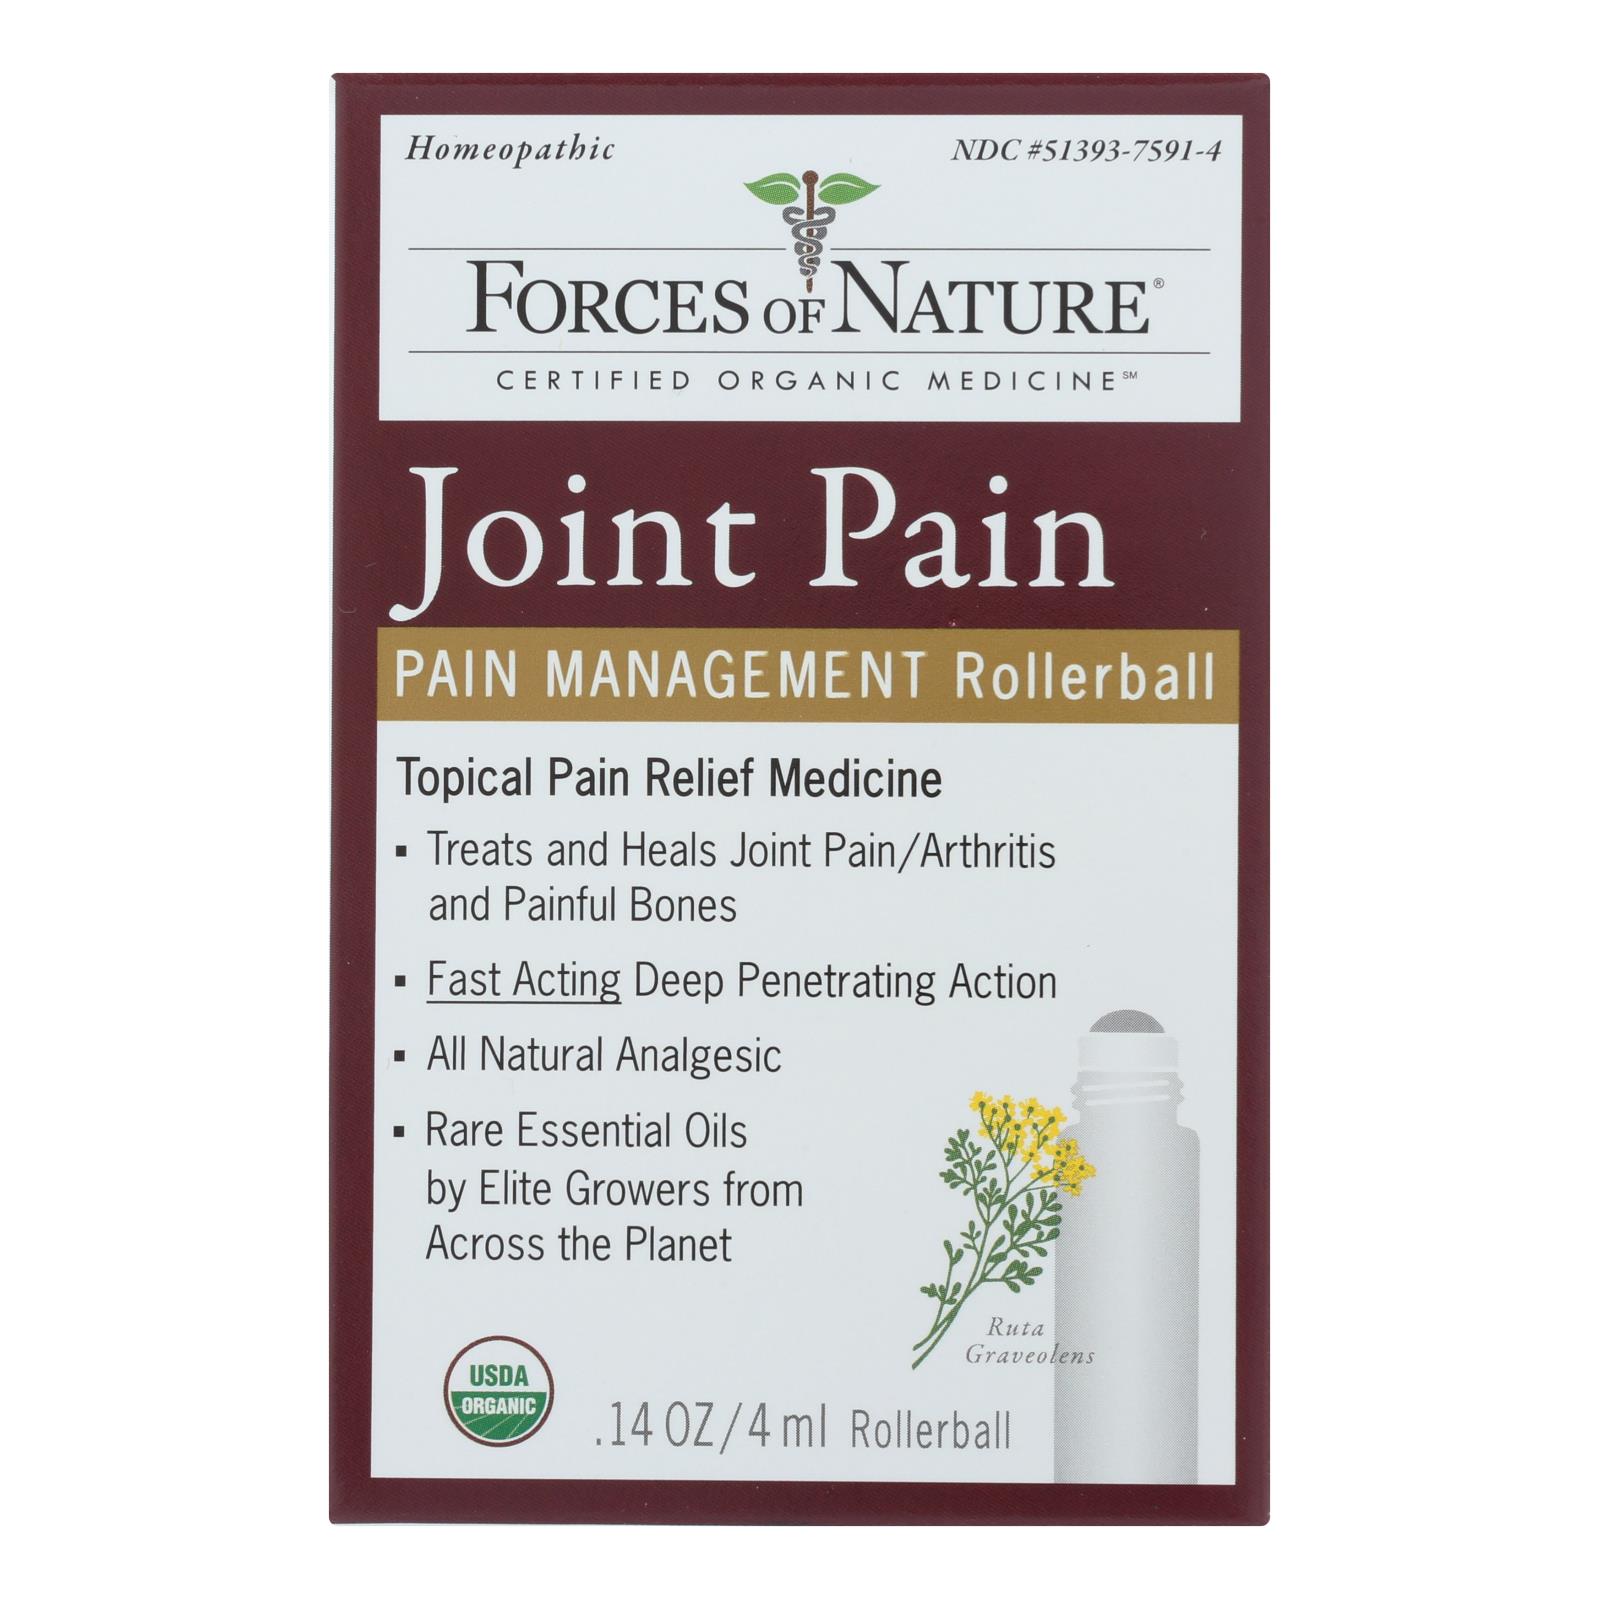 Homeopathic
NDC #51393-7591-4
FORCES OF NATURE®
CERTIFIED ORGANIC MEDICINE℠
Joint Pain
PAIN MANAGEMENT Rollerball
Topical Pain Relief Medicine
▪ Treats and Heals Joint Pain/Arthritis
and Painful Bones
▪ Fast Acting Deep Penetrating Action
▪ All Natural Analgesic
▪ Rare Essential Oils
by Elite Growers from
Across the Planet
Ruta
Graveolens
USDA
ORGANIC
.14 OZ/4 ml Rollerball